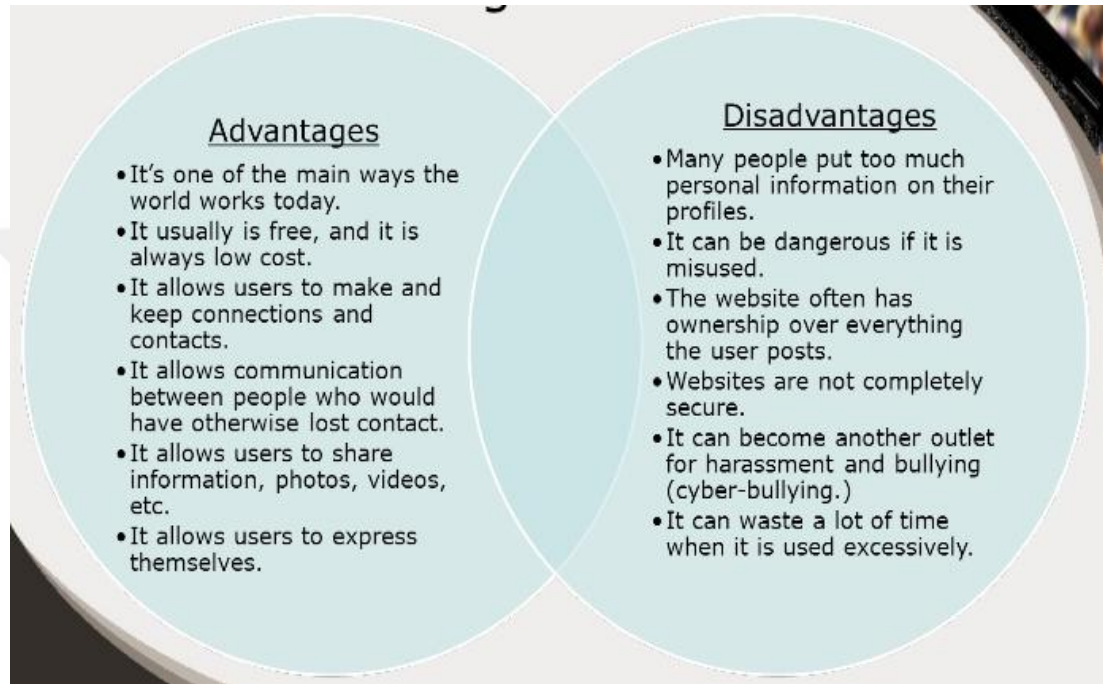 Advantages
•It's one of the main ways the
world works today.
•It usually is free, and it is
always low cost.
•It allows users to make and
keep connections and
contacts.
•It allows communication
between people who would
have otherwise lost contact.
•It allows users to share
information, photos, videos,
etc.
•It allows users to express
themselves.
Disadvantages
•Many people put too much
personal information on their
profiles.
•It can be dangerous if it is
misused.
•The website often has
ownership over everything
the user posts.
•Websites are not completely
secure.
•It can become another outlet
for harassment and bullying
(cyber-bullying.)
•It can waste a lot of time
when it is used excessively.